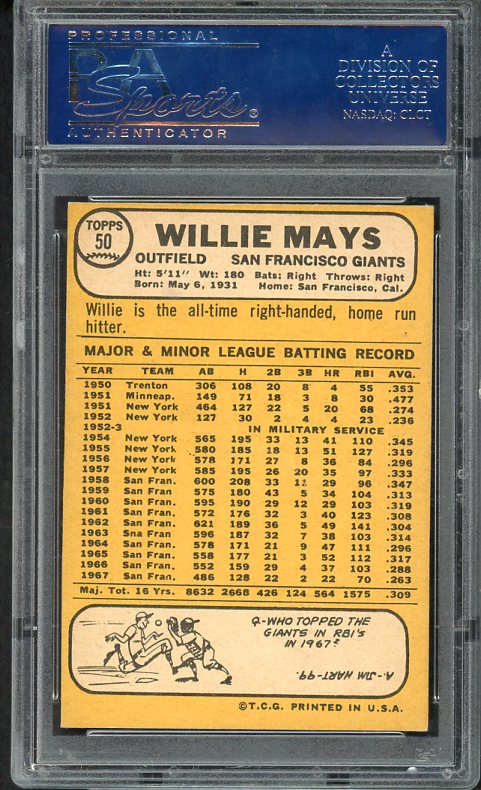 PROFESSIONAL
PSA
Sports®
AUTHENTICATOR
A
DIVISION OF
COLLECTORS
UNIVERSE
NASDAQ: CLCT
TOPPS
50
WILLIE MAYS
OUTFIELD SAN FRANCISCO GIANTS
Ht: 5'11" Wt: 180 Bats: Right Throws: Right
Born: May 6, 1931 Home: San Francisco, Cal.
Willie is the all-time right-handed, home run
hitter.
MAJOR & MINOR LEAGUE BATTING RECORD
YEAR TEAM AB H 2B 3B HR RBI AVG.
1950 Trenton 306 108 20 8 4 55 .353
1951 Minneap. 149 71 18 3 8 30 .477
1951 New York 464 127 22 5 20 68 .274
1952 New York 127 30 2 4 4 23 .236
1952-3 IN MILITARY SERVICE
1954 New York 565 195 33 13 41 110 .345
1955 New York 580 185 18 13 51 127 .319
1956 New York 578 171 27 8 36 84 .296
1957 New York 585 195 26 20 35 97 .333
1958 San Fran. 600 208 33 11 29 96 .347
1959 San Fran. 575 180 43 5 34 104 .313
1960 San Fran. 595 190 29 12 29 103 .319
1961 San Fran. 572 176 32 3 40 123 .308
1962 San Fran. 621 189 36 5 49 141 .304
1963 Sna Fran 596 187 32 7 38 103 .314
1964 San Fran. 578 171 21 9 47 111 .296
1965 San Fran. 558 177 21 3 52 112 .317
1966 San Fran. 552 159 29 4 37 103 .288
1967 San Fran. 486 128 22 2 22 70 .263
Maj. Tot. 16 Yrs. 8632 2668 426 124 564 1575 .309
Q-WHO TOPPED THE
GIANTS IN RBI'S
IN 1967?
A-JIM HART-99.
©T.C.G. PRINTED IN U.S.A.